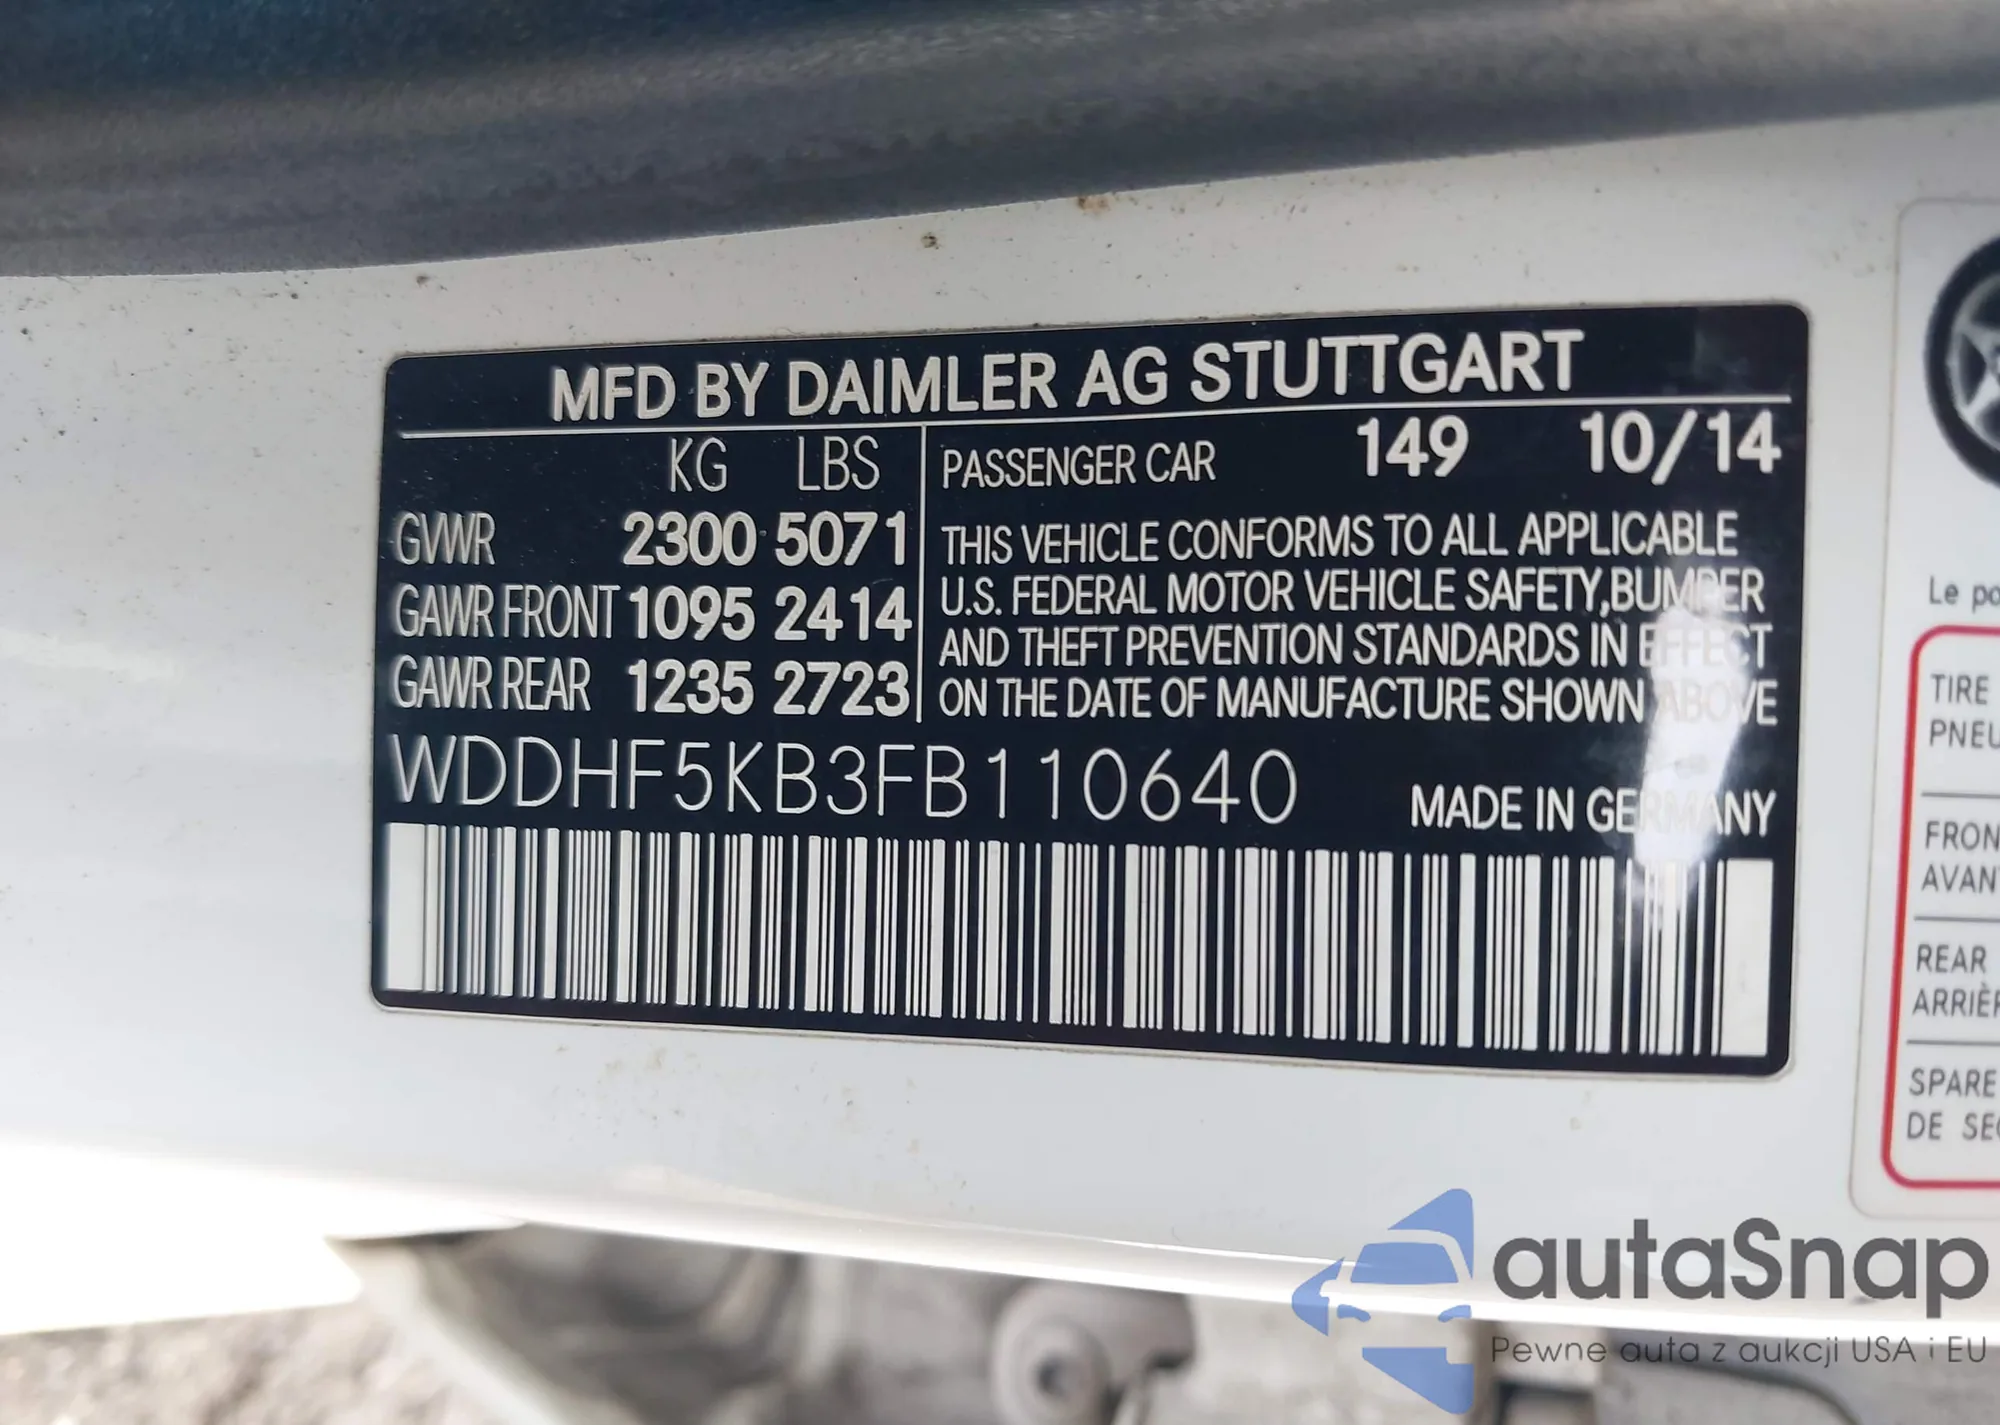 MFD BY DAIMLER AG STUTTGART
KG LBS
GVWR 2300 5071
GAWR FRONT 1095 2414
GAWR REAR 1235 2723
PASSENGER CAR 149 10/14
THIS VEHICLE CONFORMS TO ALL APPLICABLE
U.S. FEDERAL MOTOR VEHICLE SAFETY,BUMPER
AND THEFT PREVENTION STANDARDS IN EFFECT
ON THE DATE OF MANUFACTURE SHOWN ABOVE
WDDHF5KB3FB110640
MADE IN GERMANY
Le
TIRE
FRON
AVAN
REAR
SPARE
DE
autaSnap
Pewne auta z aukcji USA i EU